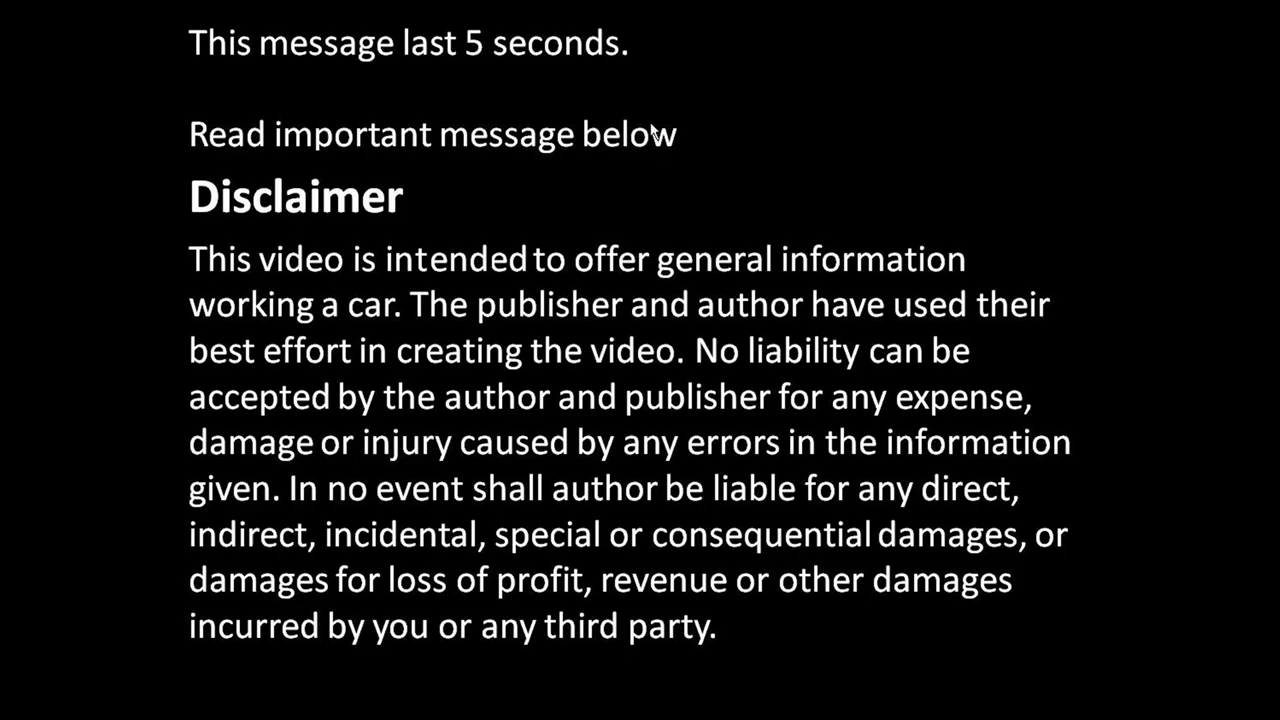 This message last 5 seconds.
Read important message below
Disclaimer
This video is intended to offer general information
working a car. The publisher and author have used their
best effort in creating the video. No liability can be
accepted by the author and publisher for any expense,
damage or injury caused by any errors in the information
given. In no event shall author be liable for any direct,
indirect, incidental, special or consequential damages, or
damages for loss of profit, revenue or other damages
incurred by you or any third party.